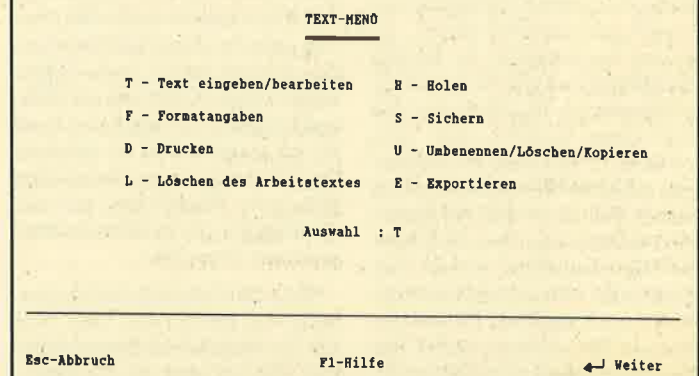 TEXT-MENÜ
T - Text eingeben/bearbeiten H - Holen
F - Formatangaben S - Sichern
D - Drucken U - Umbenennen/Löschen/Kopieren
L - Löschen des Arbeitstextes E - Exportieren
Auswahl : T
Esc-Abbruch F1-Hilfe ↵ Weiter